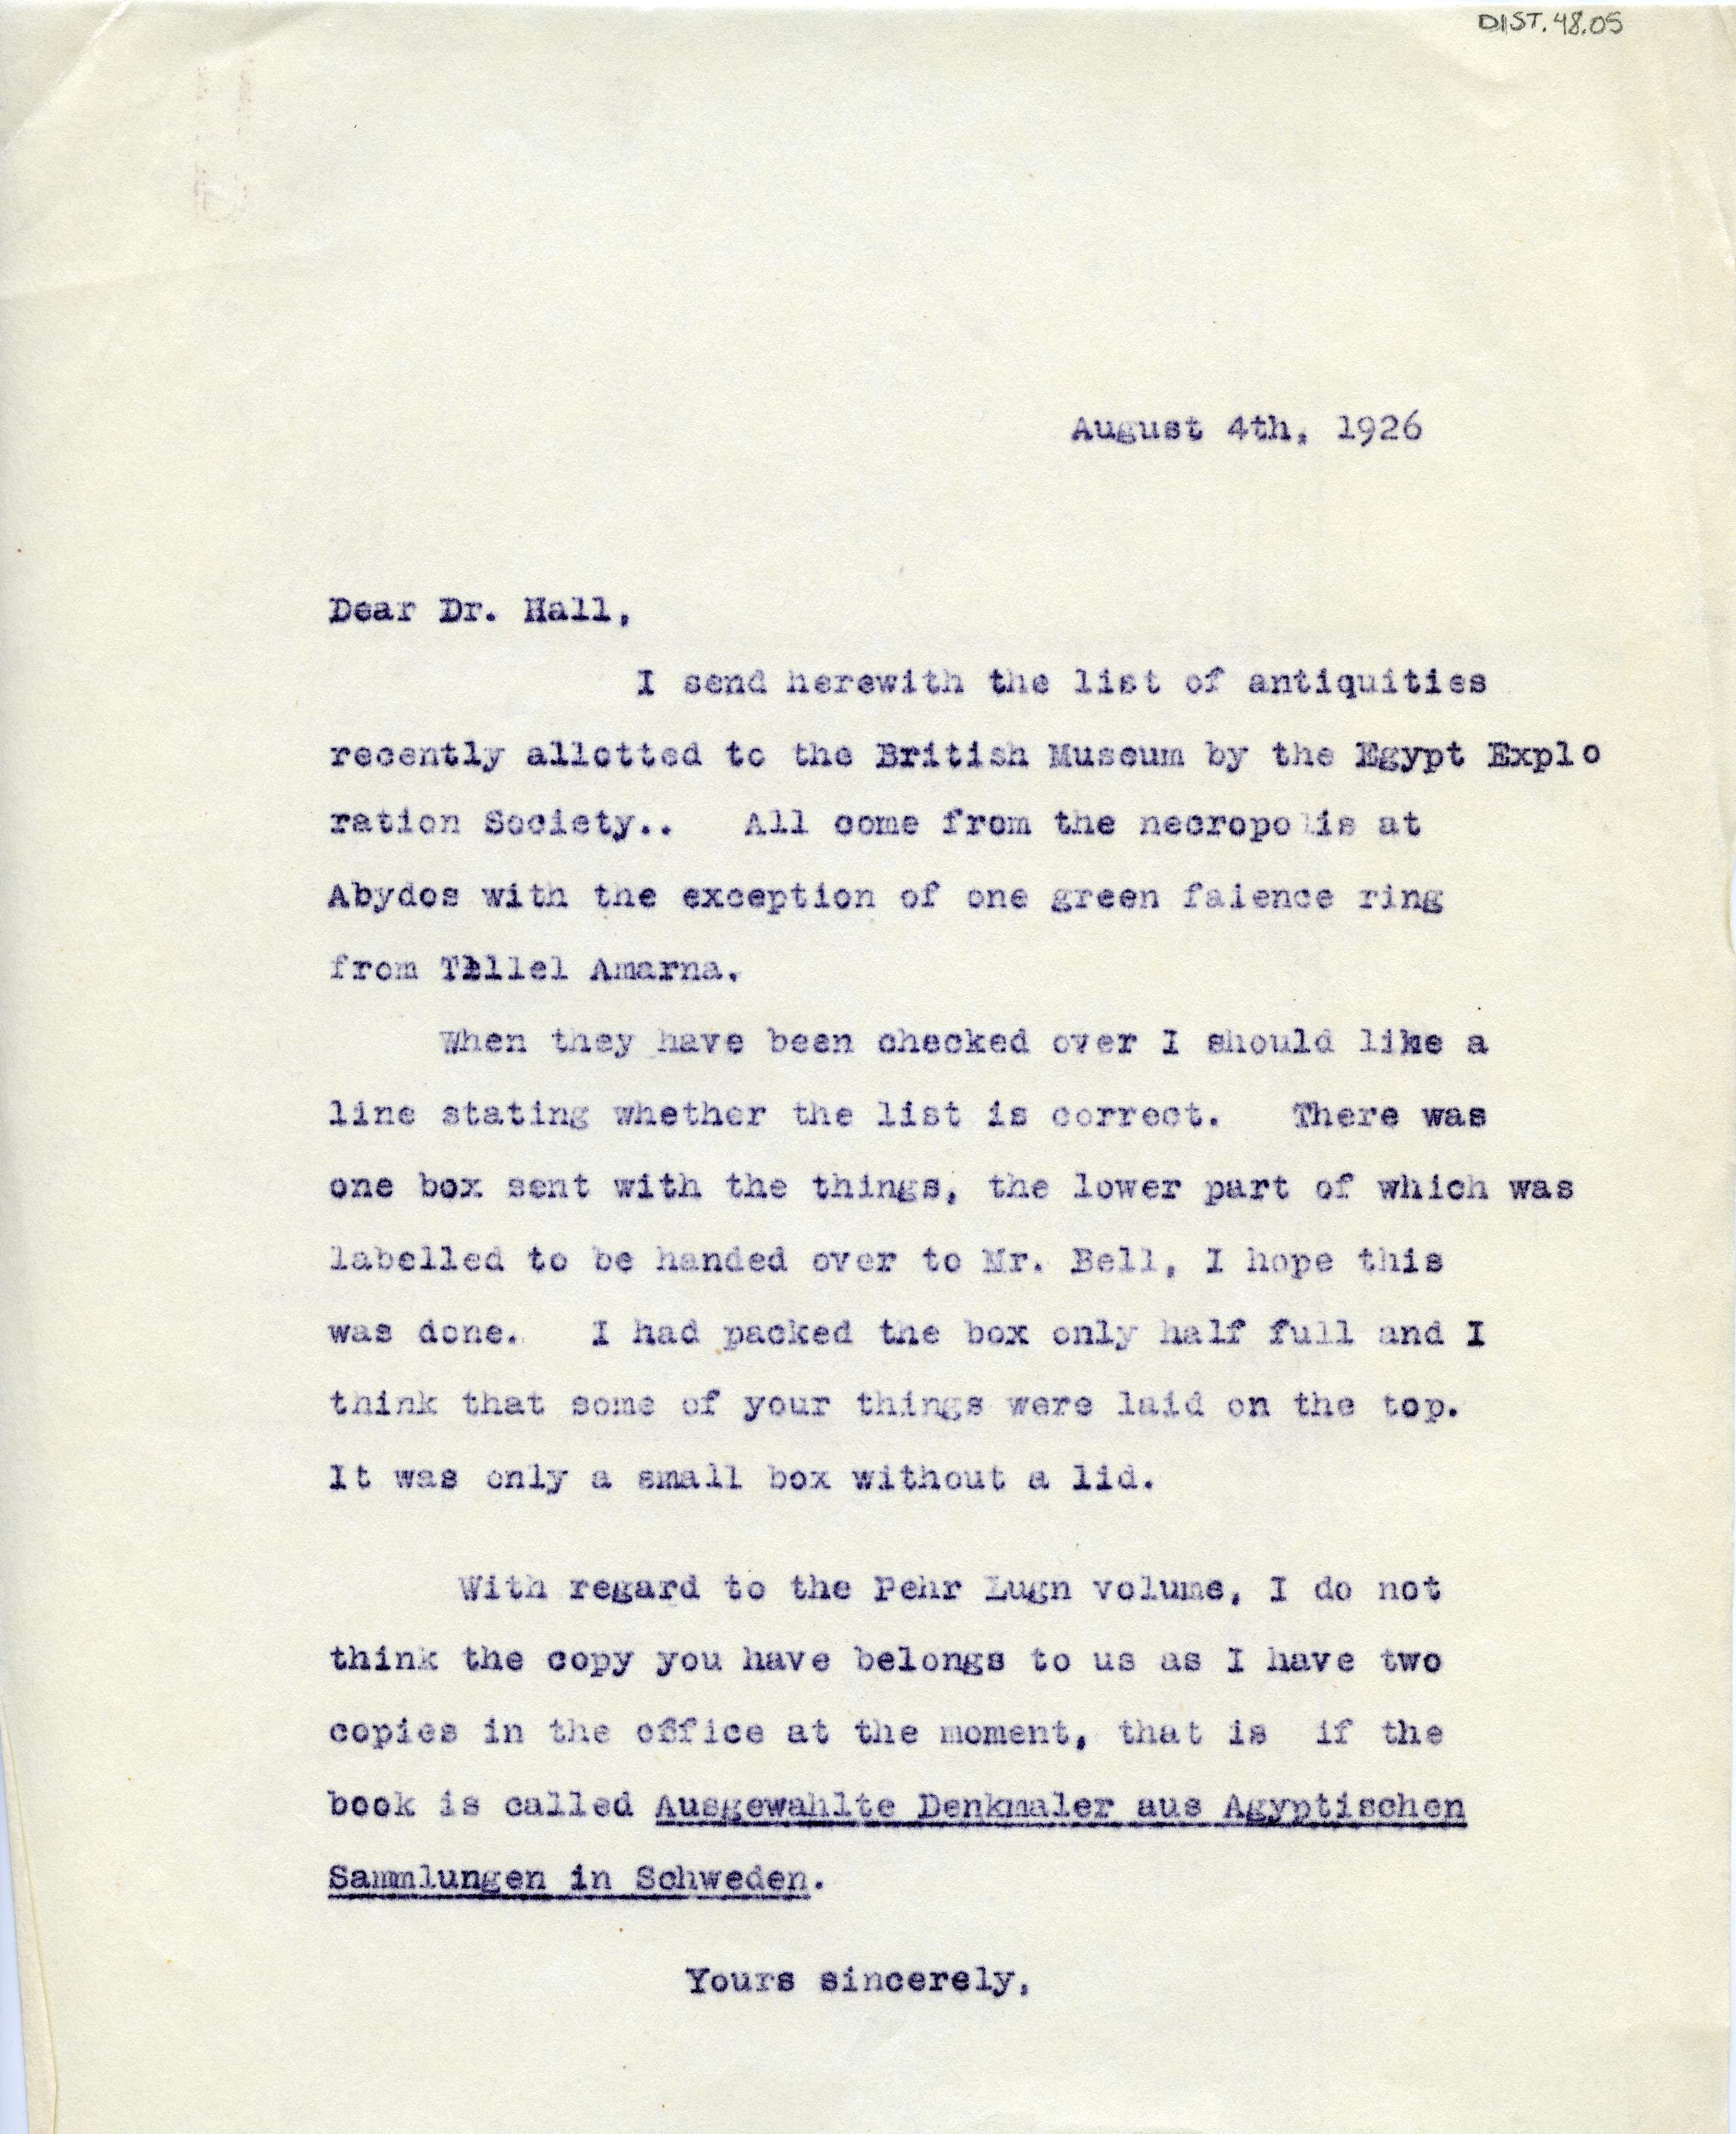 DIST.48.05
August 4th, 1926
Dear Dr. Hall,
I send herewith the list of antiquities
recently allotted to the British Museum by the Egypt Explo
ration Society.. All come from the necropolis at
Abydos with the exception of one green faience ring
from Tellel Amarna.
When they have been checked over I should like a
line stating whether the list is correct. There was
one box sent with the things, the lower part of which was
labelled to be handed over to Mr. Bell, I hope this
was done. I had packed the box only half full and I
think that some of your things were laid on the top.
It was only a small box without a lid.
With regard to the Pehr Lugn volume, I do not
think the copy you have belongs to us as I have two
copies in the office at the moment, that is if the
book is called Ausgewahlte Denkmaler aus Agyptischen
Sammlungen in Schweden.
Yours sincerely,